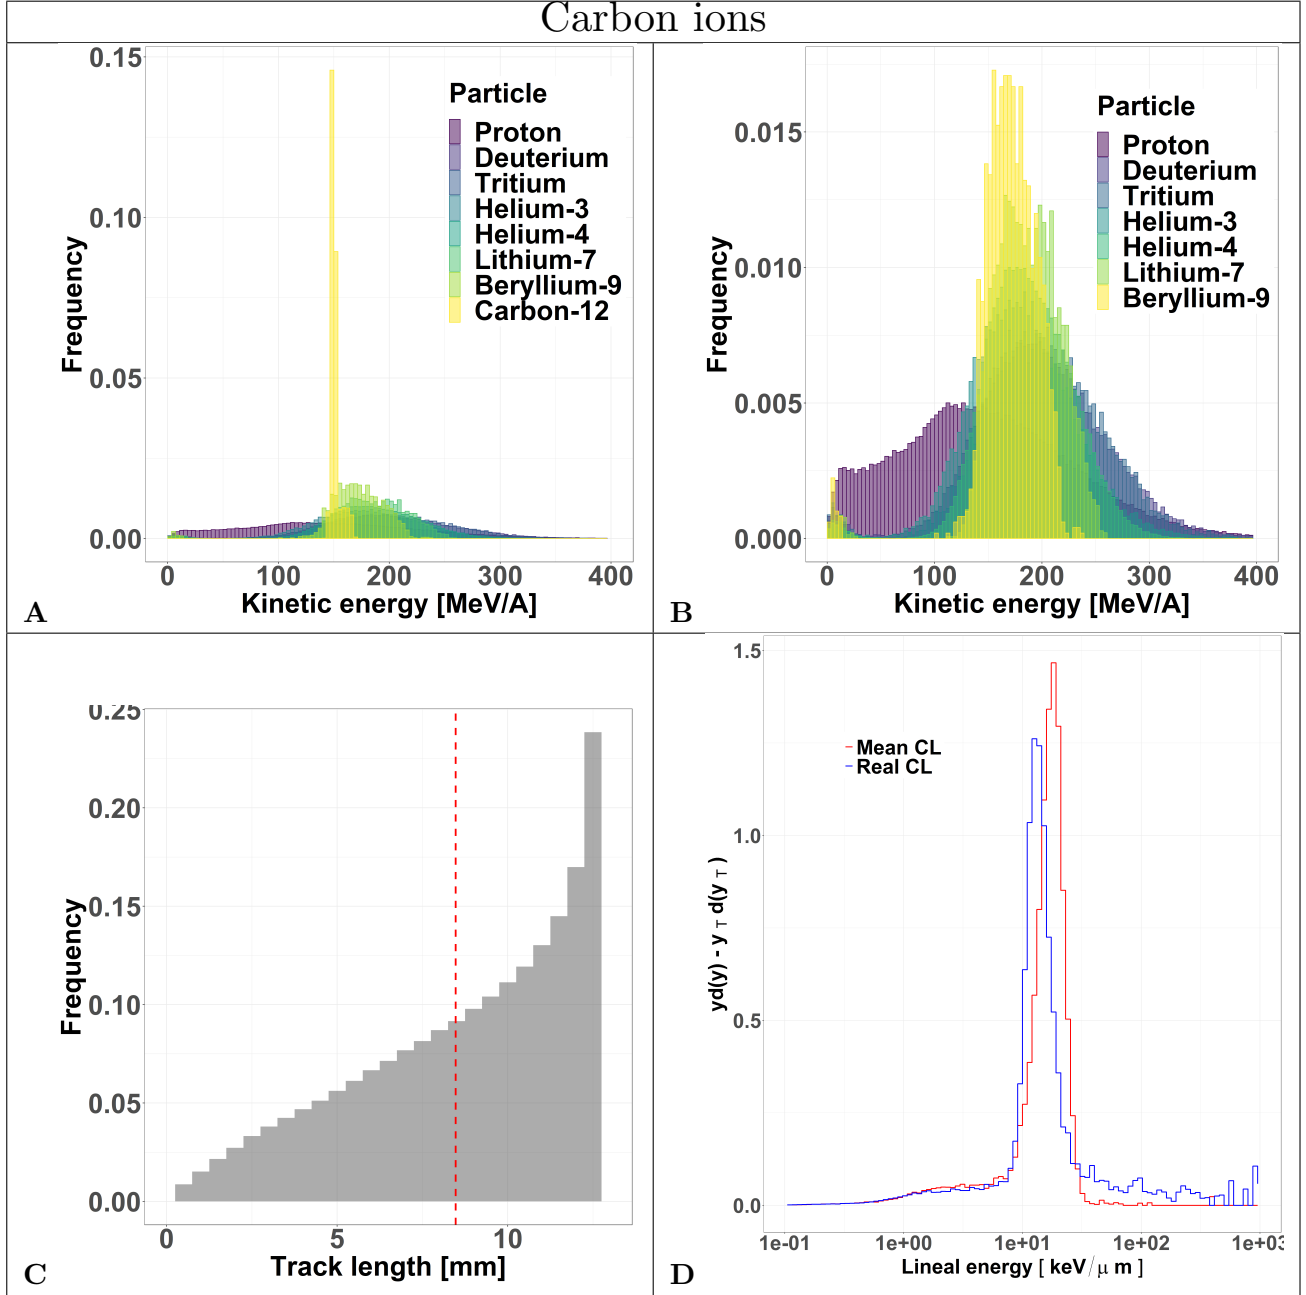 Carbon ions
0.15
0.10
0.05
0.00
Frequency
Particle
Proton
Deuterium
Tritium
Helium-3
Helium-4
Lithium-7
Beryllium-9
Carbon-12
0 100 200 300 400
Kinetic energy [MeV/A]
A
0.015
0.010
0.005
0.000
Frequency
Particle
Proton
Deuterium
Tritium
Helium-3
Helium-4
Lithium-7
Beryllium-9
0 100 200 300 400
Kinetic energy [MeV/A]
B
0.25
0.20
0.15
0.10
0.05
0.00
Frequency
0 5 10
Track length [mm]
C
1.5
1.0
0.5
0.0
yd(y) - y T d(y T )
Mean CL
Real CL
1e-01 1e+00 1e+01 1e+02 1e+03
Lineal energy [ keV/μ m ]
D